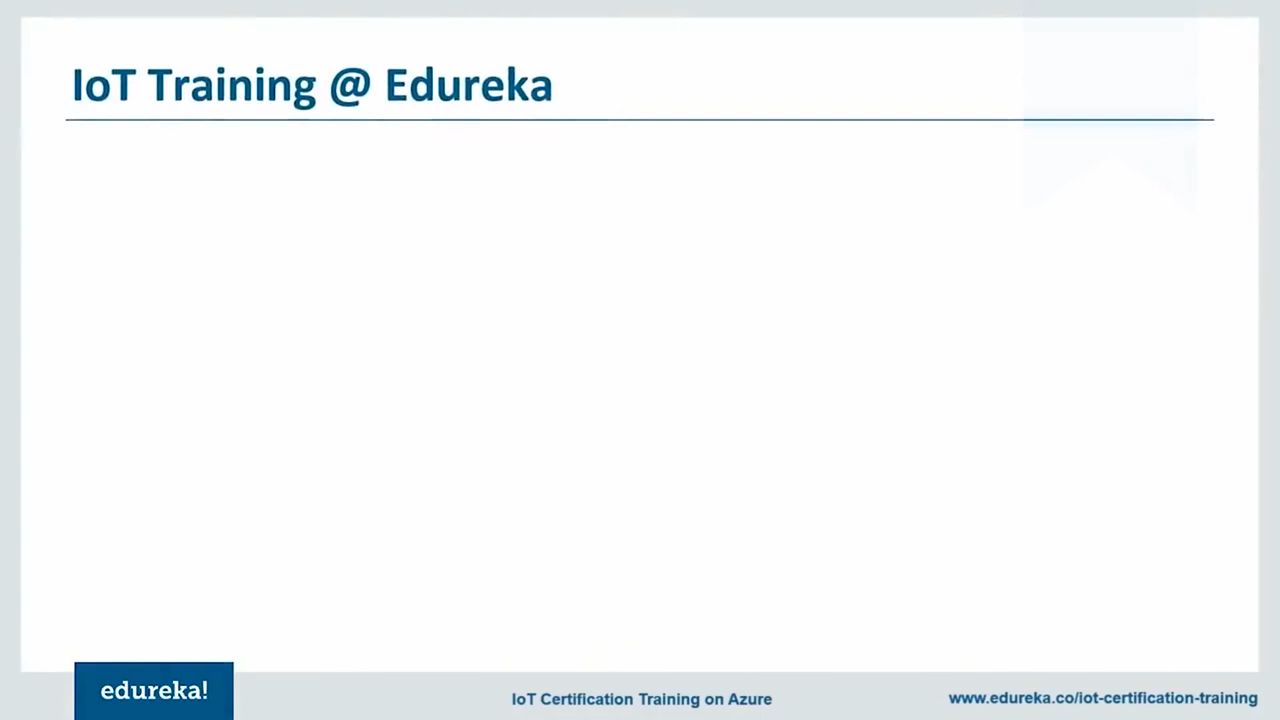 IoT Training @ Edureka
edureka!
IoT Certification Training on Azure
www.edureka.co/iot-certification-training